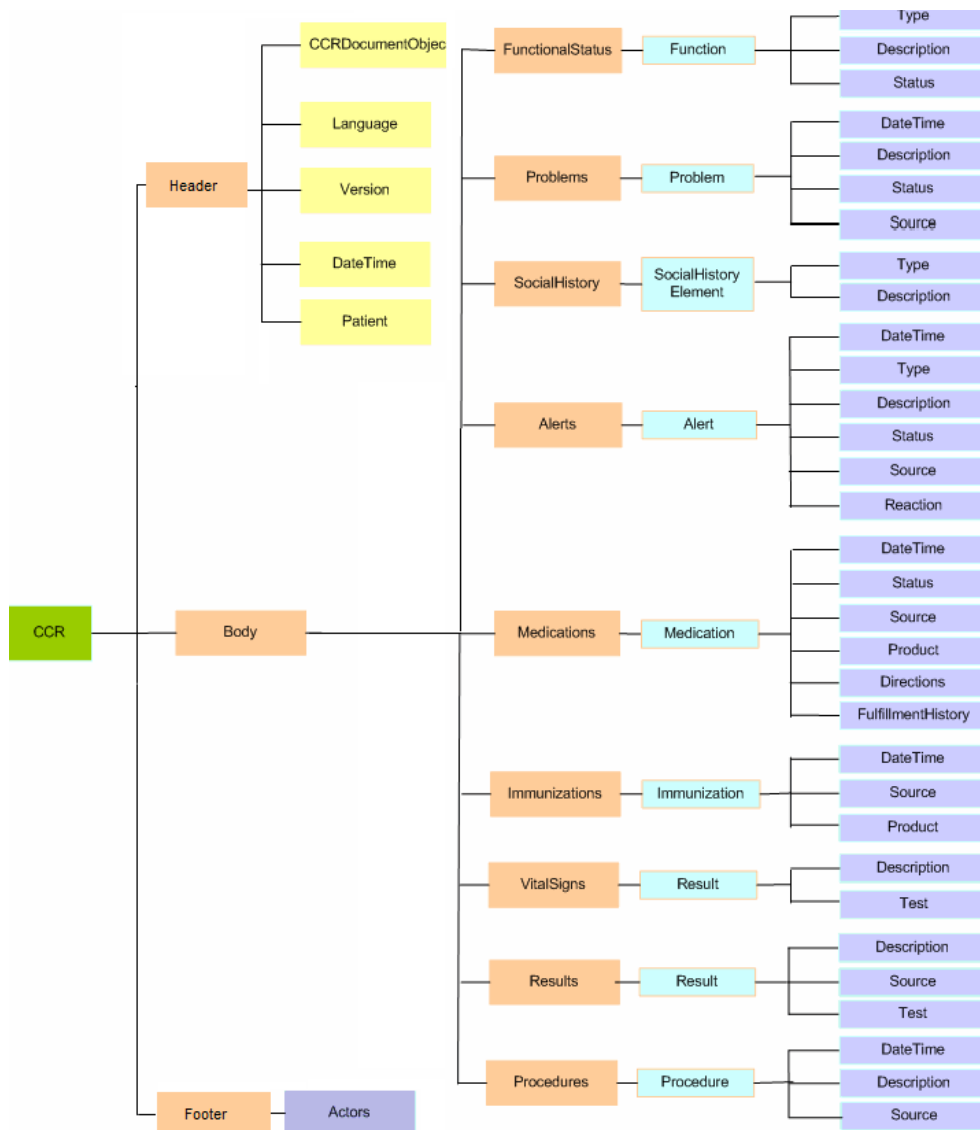 CCR
Header
CCRDocumentObjec
Language
Version
DateTime
Patient
Body
FunctionalStatus
Function
Type
Description
Status
Problems
Problem
DateTime
Description
Status
Source
SocialHistory
SocialHistory
Element
Type
Description
Alerts
Alert
DateTime
Type
Description
Status
Source
Reaction
Medications
Medication
DateTime
Status
Source
Product
Directions
FulfillmentHistory
Immunizations
Immunization
DateTime
Source
Product
VitalSigns
Result
Description
Test
Results
Result
Description
Source
Test
Procedures
Procedure
DateTime
Description
Source
Footer
Actors